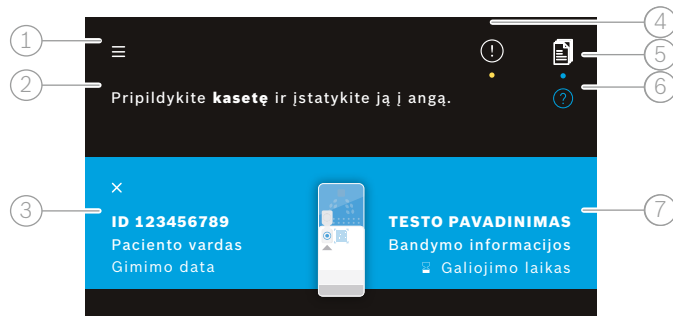 1
4
5
2
Pripildykite kasetę ir įstatykite ją į angą.
6
3
ID 123456789
Paciento vardas
Gimimo data
TESTO PAVADINIMAS
Bandymo informacijos
Galiojimo laikas
7